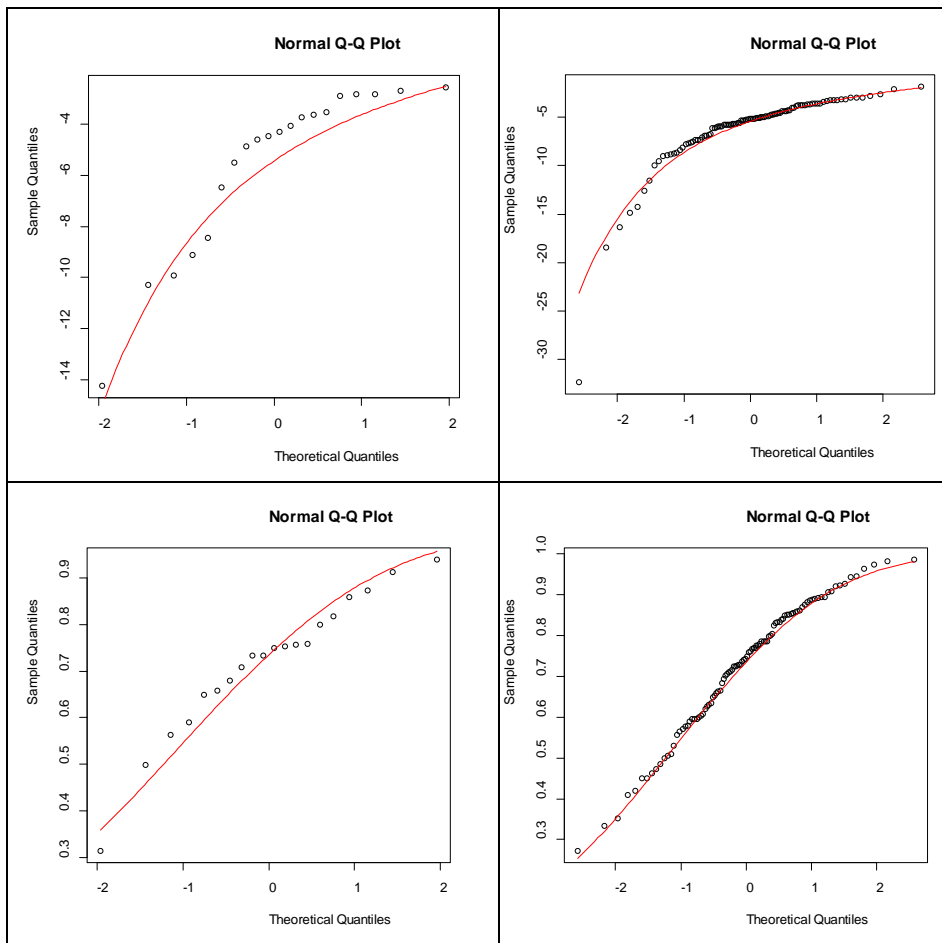 Normal Q-Q Plot
-4
-6
-8
-10
-12
-14
Sample Quantiles
-2 -1 0 1 2
Theoretical Quantiles
Normal Q-Q Plot
-5
-10
-15
-20
-25
-30
Sample Quantiles
-2 -1 0 1 2
Theoretical Quantiles
Normal Q-Q Plot
0.9
0.8
0.7
0.6
0.5
0.4
0.3
Sample Quantiles
-2 -1 0 1 2
Theoretical Quantiles
Normal Q-Q Plot
1.0
0.9
0.8
0.7
0.6
0.5
0.4
0.3
Sample Quantiles
-2 -1 0 1 2
Theoretical Quantiles